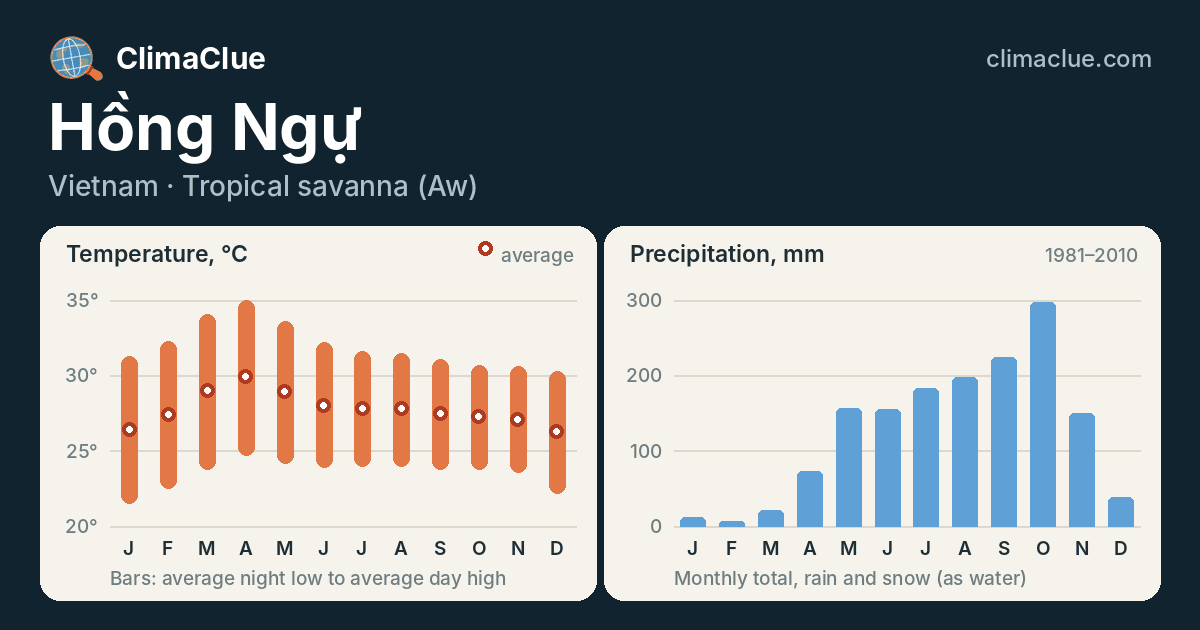 ClimaClue
climaclue.com
Hồng Ngự
Vietnam · Tropical savanna (Aw)
Temperature, °C
average
35°
30°
25°
20°
J F M A M J J A S O N D
Bars: average night low to average day high
Precipitation, mm
1981–2010
300
200
100
0
J F M A M J J A S O N D
Monthly total, rain and snow (as water)